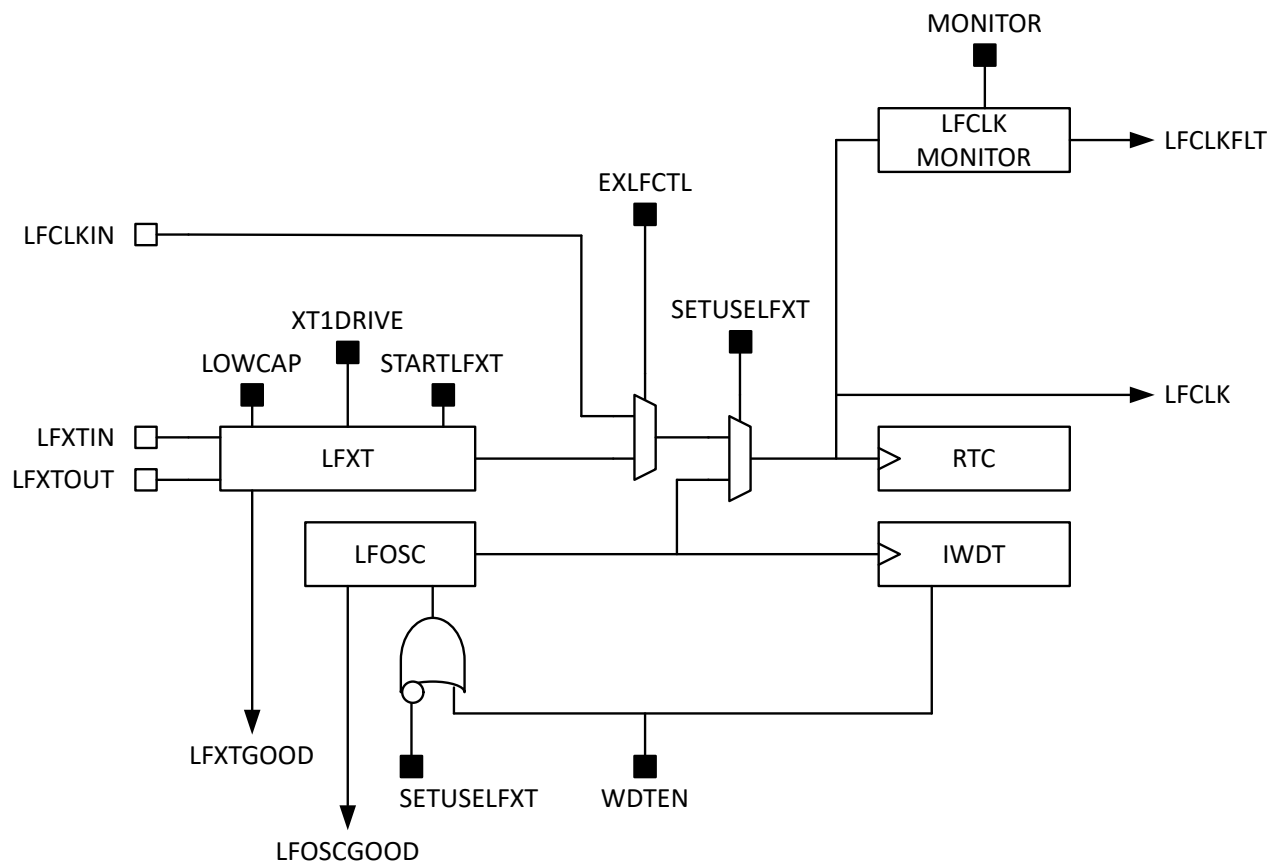 MONITOR
LFCLK
MONITOR
LFCLKFLT
EXLFCTL
LFCLKIN
SETUSELFXT
XT1DRIVE
LOWCAP
STARTLFXT
LFCLK
LFXTIN
LFXT
RTC
LFXTOUT
LFOSC
IWDT
LFXTGOOD
SETUSELFXT
WDTEN
LFOSCGOOD